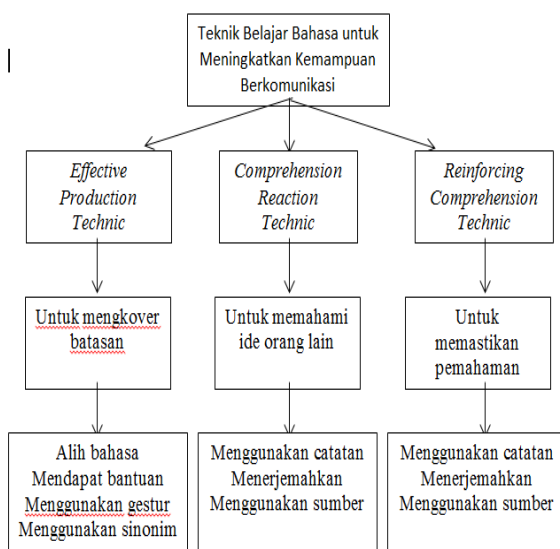 Teknik Belajar Bahasa untuk
Meningkatkan Kemampuan
Berkomunikasi
Effective
Production
Technic
Comprehension
Reaction
Technic
Reinforcing
Comprehension
Technic
Untuk mengkover
batasan
Untuk memahami
ide orang lain
Untuk
memastikan
pemahaman
Alih bahasa
Mendapat bantuan
Menggunakan gestur
Menggunakan sinonim
Menggunakan catatan
Menerjemahkan
Menggunakan sumber
Menggunakan catatan
Menerjemahkan
Menggunakan sumber